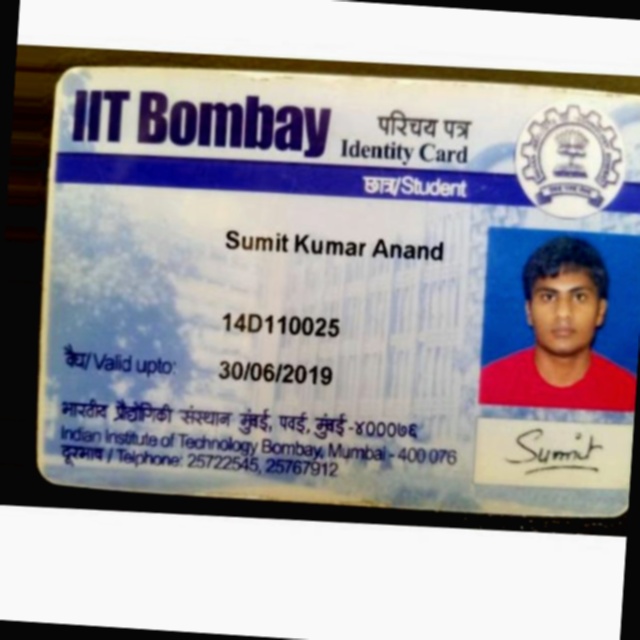 IIT Bombay
परिचय पत्र
Identity Card
छात्र/Student
Sumit Kumar Anand
14D110025
वैध/Valid upto:
30/06/2019
भारतीय प्रौद्योगिकी संस्थान मुंबई, पवई, मुंबई -४०००७६
Indian Institute of Technology Bombay, Mumbai - 400 076
दूरभाष / Telphone: 25722545, 25767912
Sumit